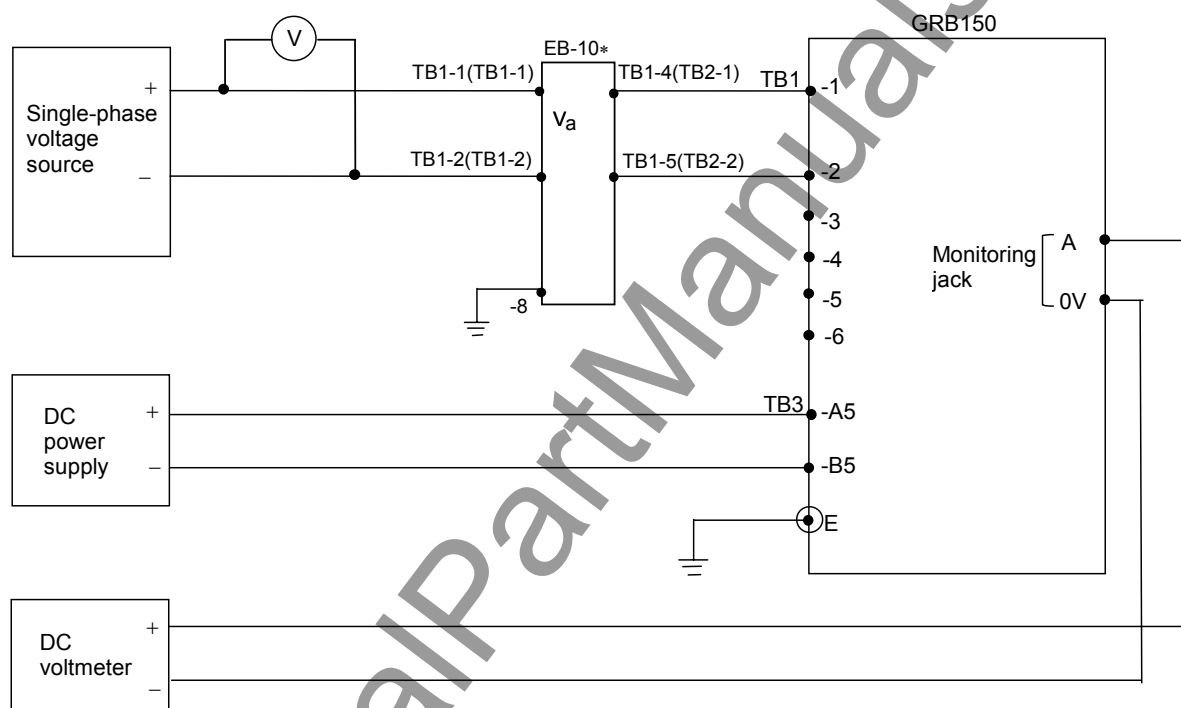 GRB150
V
EB-10*
TB1-1(TB1-1)
TB1-4(TB2-1)
TB1
-1
+
Single-phase
voltage
source
−
Va
TB1-2(TB1-2)
TB1-5(TB2-2)
-2
-3
-4
-5
-6
-8
Monitoring
jack
A
0V
DC
power
supply
+
−
TB3
-A5
-B5
E
DC
voltmeter
+
−